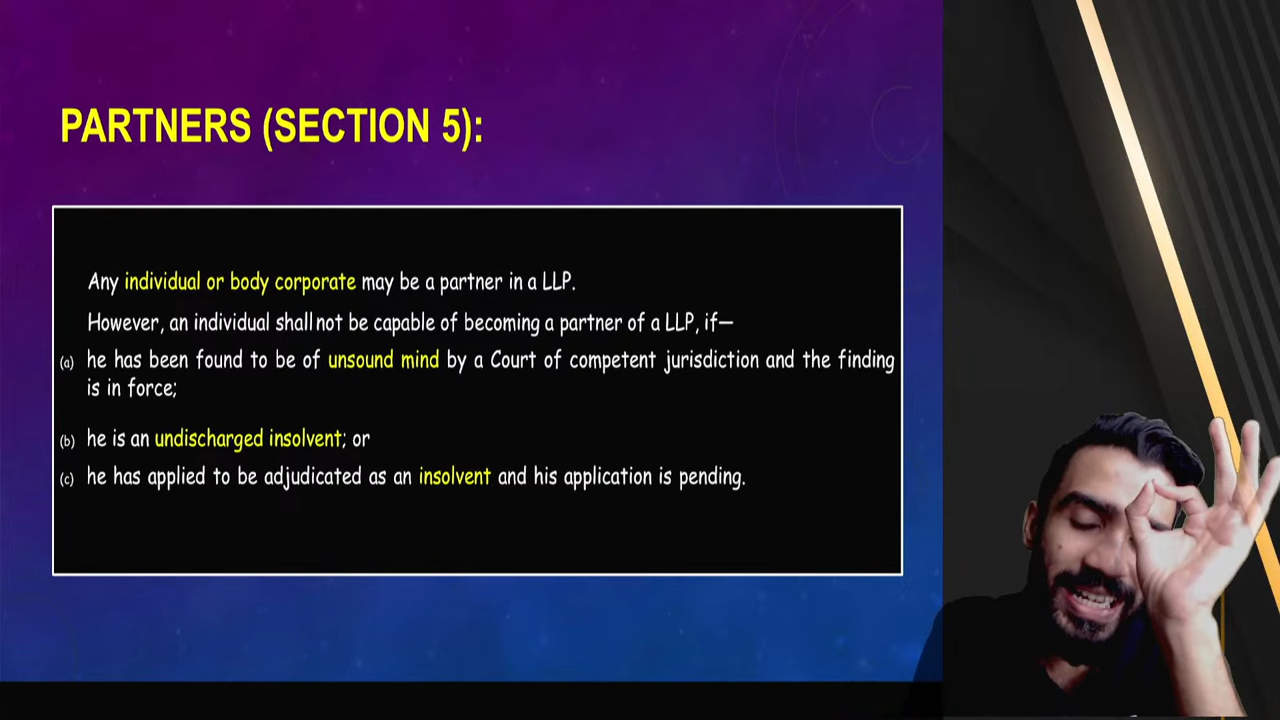 PARTNERS (SECTION 5):
Any individual or body corporate may be a partner in a LLP.
However, an individual shall not be capable of becoming a partner of a LLP, if—
(a) he has been found to be of unsound mind by a Court of competent jurisdiction and the finding
is in force;
(b) he is an undischarged insolvent; or
(c) he has applied to be adjudicated as an insolvent and his application is pending.